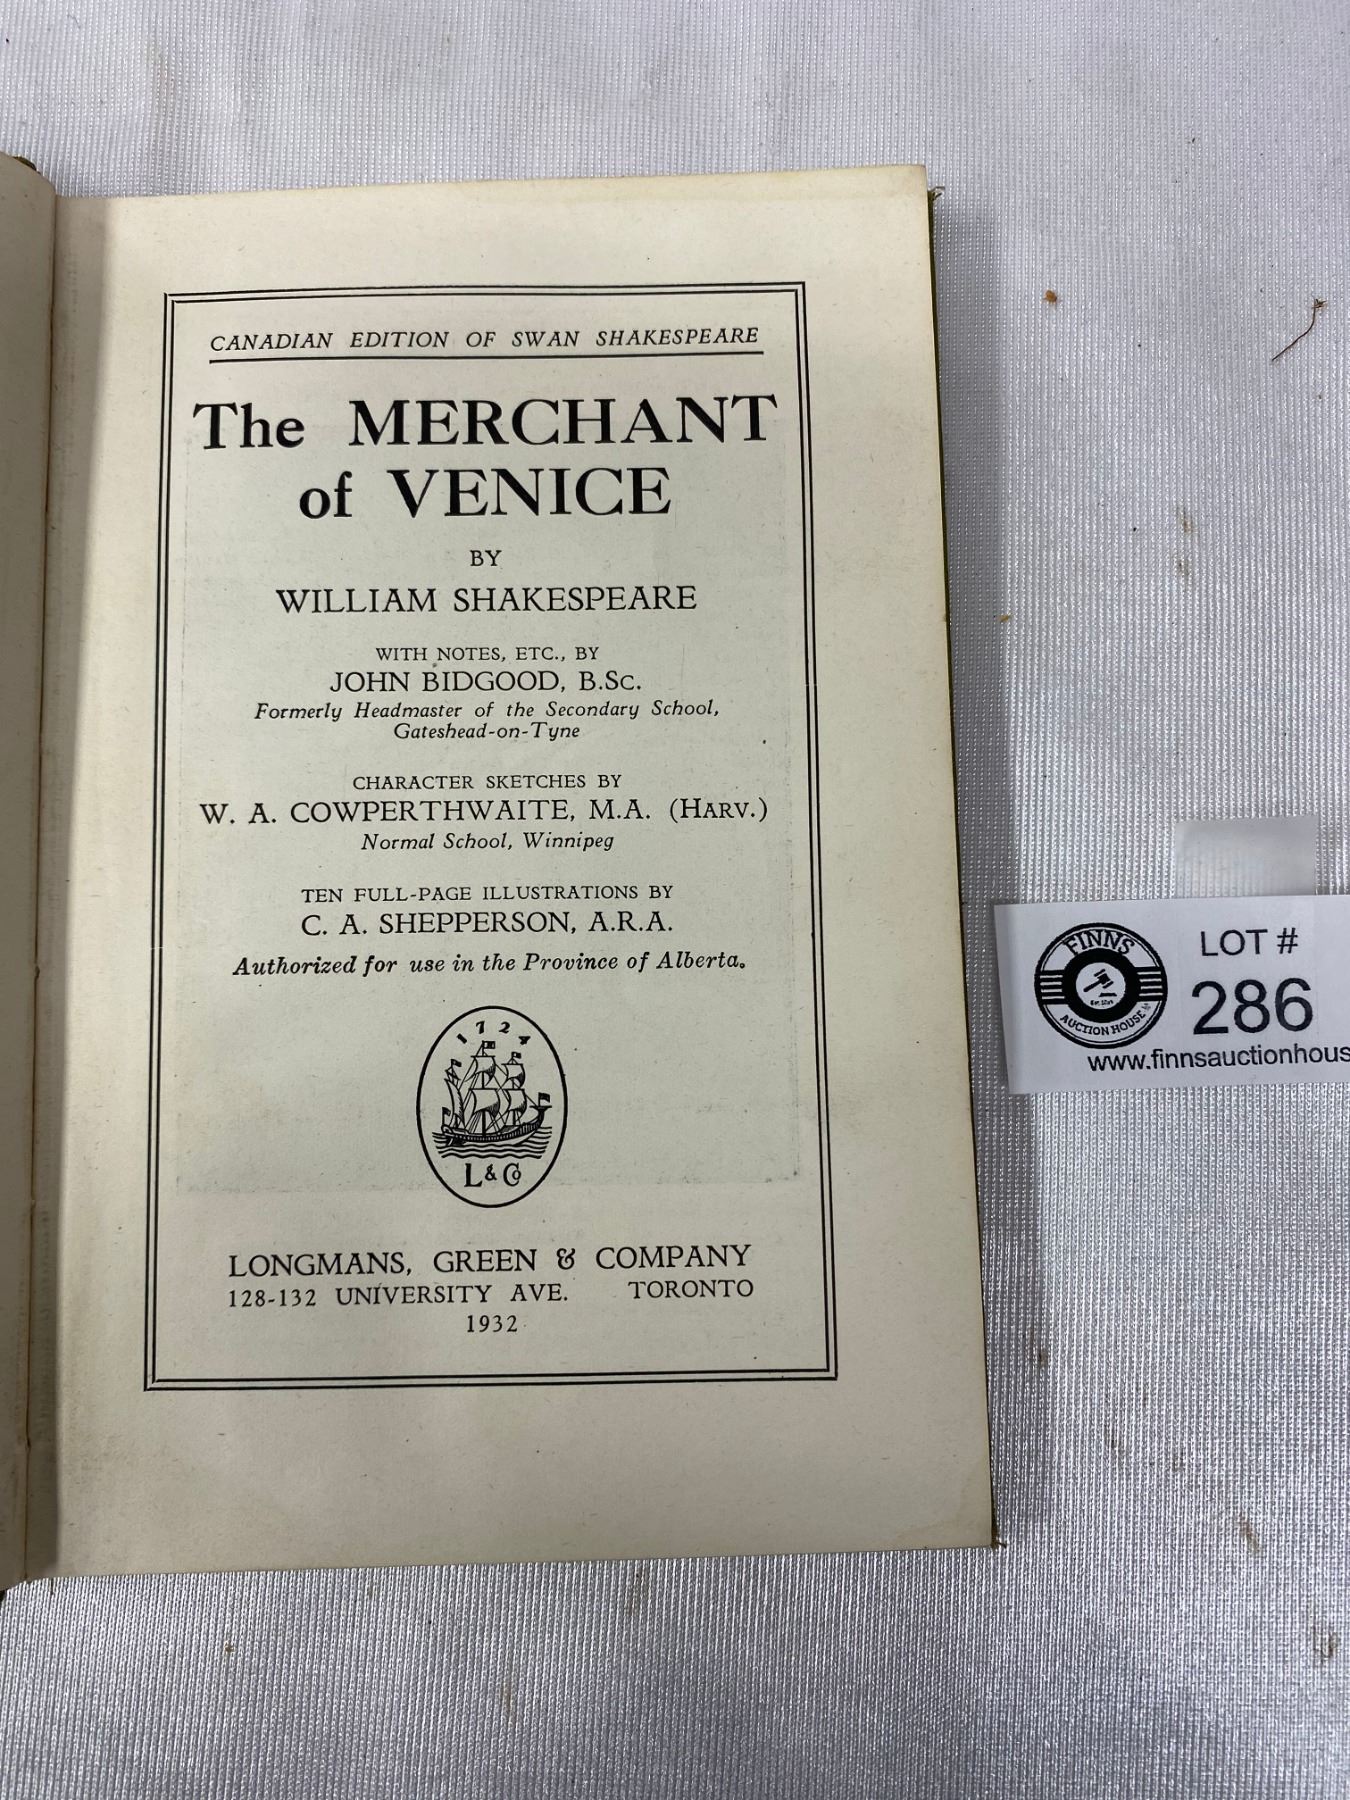 CANADIAN EDITION OF SWAN SHAKESPEARE
The MERCHANT
of VENICE
BY
WILLIAM SHAKESPEARE
WITH NOTES, ETC., BY
JOHN BIDGOOD, B.Sc.
Formerly Headmaster of the Secondary School,
Gateshead-on-Tyne
CHARACTER SKETCHES BY
W. A. COWPERTHWAITE, M.A. (HARV.)
Normal School, Winnipeg
TEN FULL-PAGE ILLUSTRATIONS BY
C. A. SHEPPERSON, A.R.A.
Authorized for use in the Province of Alberta.
1724
L & Co
LONGMANS, GREEN & COMPANY
128-132 UNIVERSITY AVE. TORONTO
1932
FINNS
AUCTION HOUSE
LOT #
286
www.finnsauctionhous